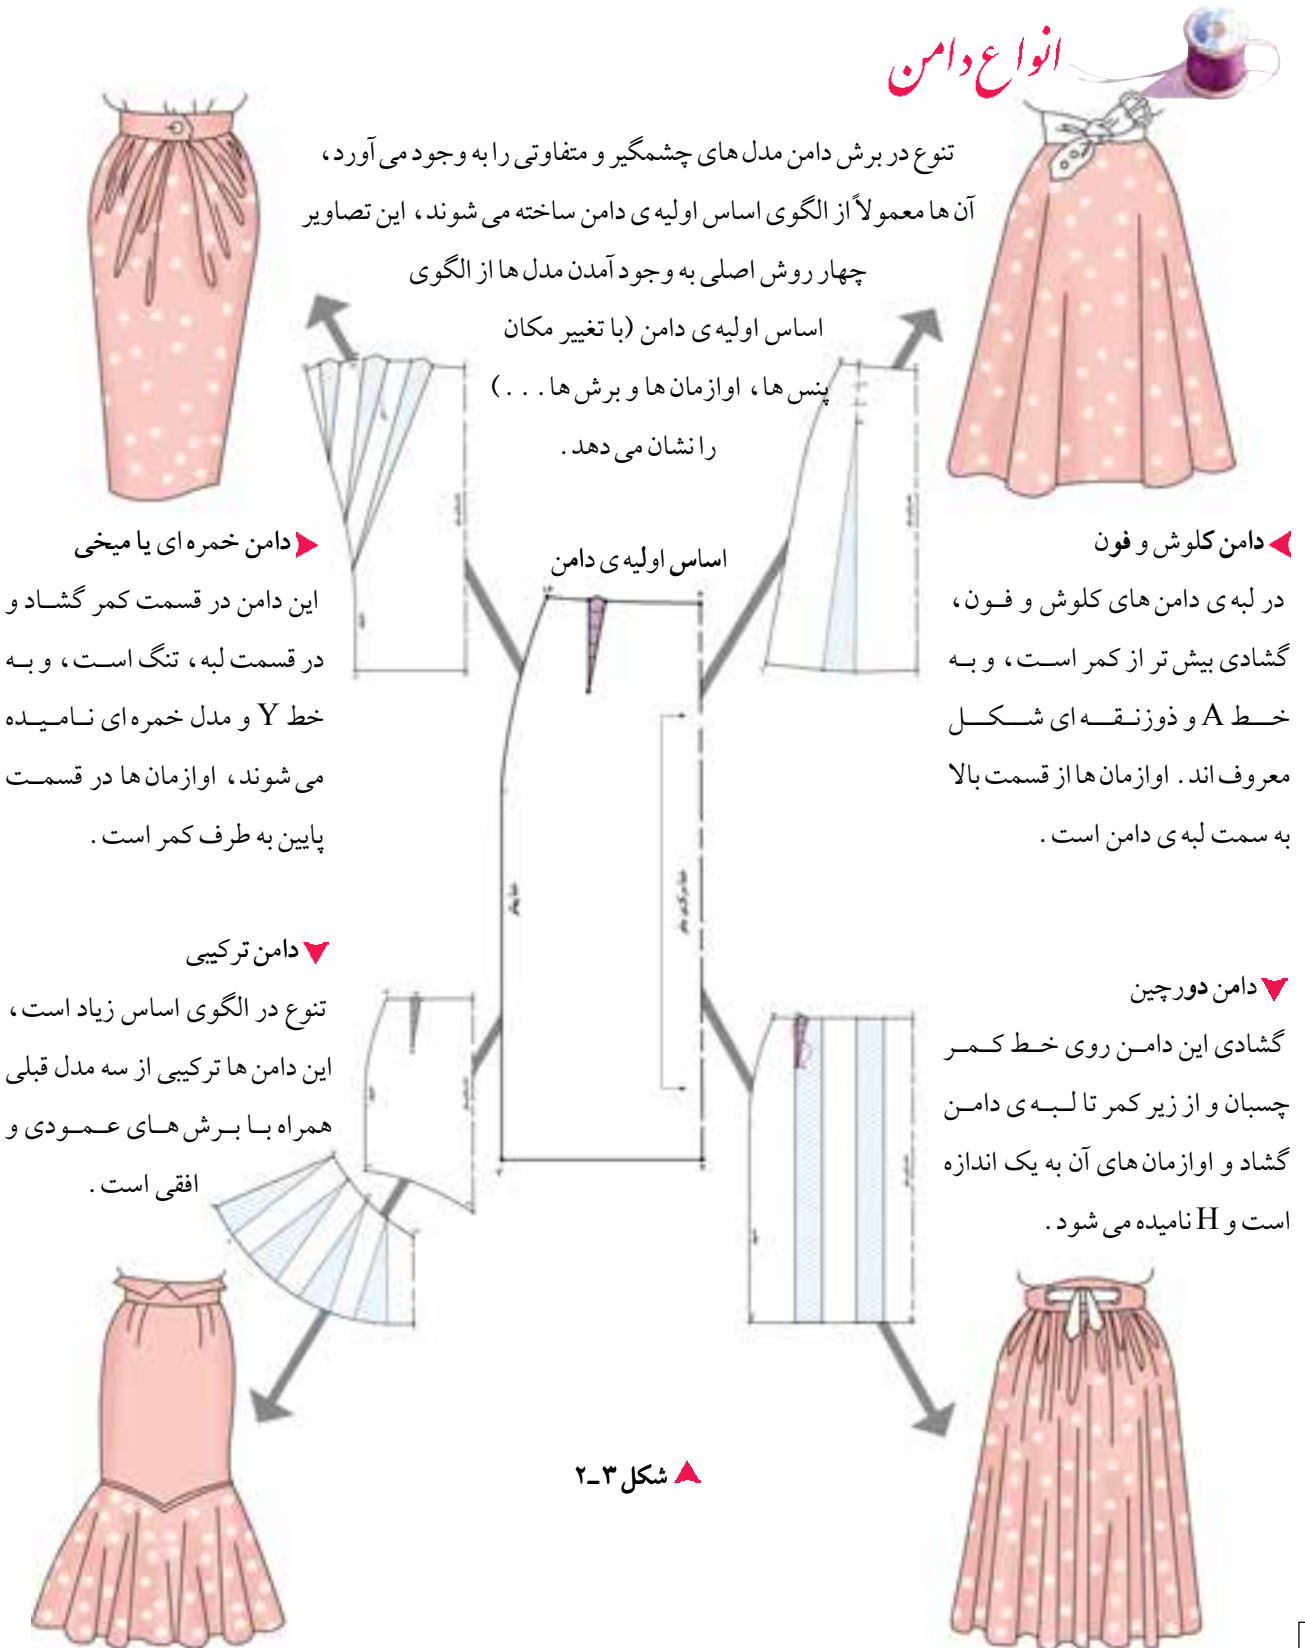 انواع دامن
تنوع در برش دامن مدل های چشمگیر و متفاوتی را به وجود می آورد،
آن ها معمولاً از الگوی اساس اولیه ی دامن ساخته می شوند، این تصاویر
چهار روش اصلی به وجود آمدن مدل ها از الگوی
اساس اولیه ی دامن (با تغییر مکان
پنس ها، اوازمان ها و برش ها . . .)
را نشان می دهد.
دامن کلوش و فون
در لبه ی دامن های کلوش و فون،
گشادی بیش تر از کمر است، و به
خط A و ذوزنقه ای شکل
معروف اند. اوازمان ها از قسمت بالا
به سمت لبه ی دامن است.
اساس اولیه ی دامن
دامن خمره ای یا میخی
این دامن در قسمت کمر گشاد و
در قسمت لبه، تنگ است، و به
خط Y و مدل خمره ای نامیده
می شوند، اوازمان ها در قسمت
پایین به طرف کمر است.
دامن دورچین
گشادی این دامن روی خط کمر
چسبان و از زیر کمر تا لبه ی دامن
گشاد و اوازمان های آن به یک اندازه
است و H نامیده می شود.
دامن ترکیبی
تنوع در الگوی اساس زیاد است،
این دامن ها ترکیبی از سه مدل قبلی
همراه با برش های عمودی و
افقی است.
شکل ۳ــ۲